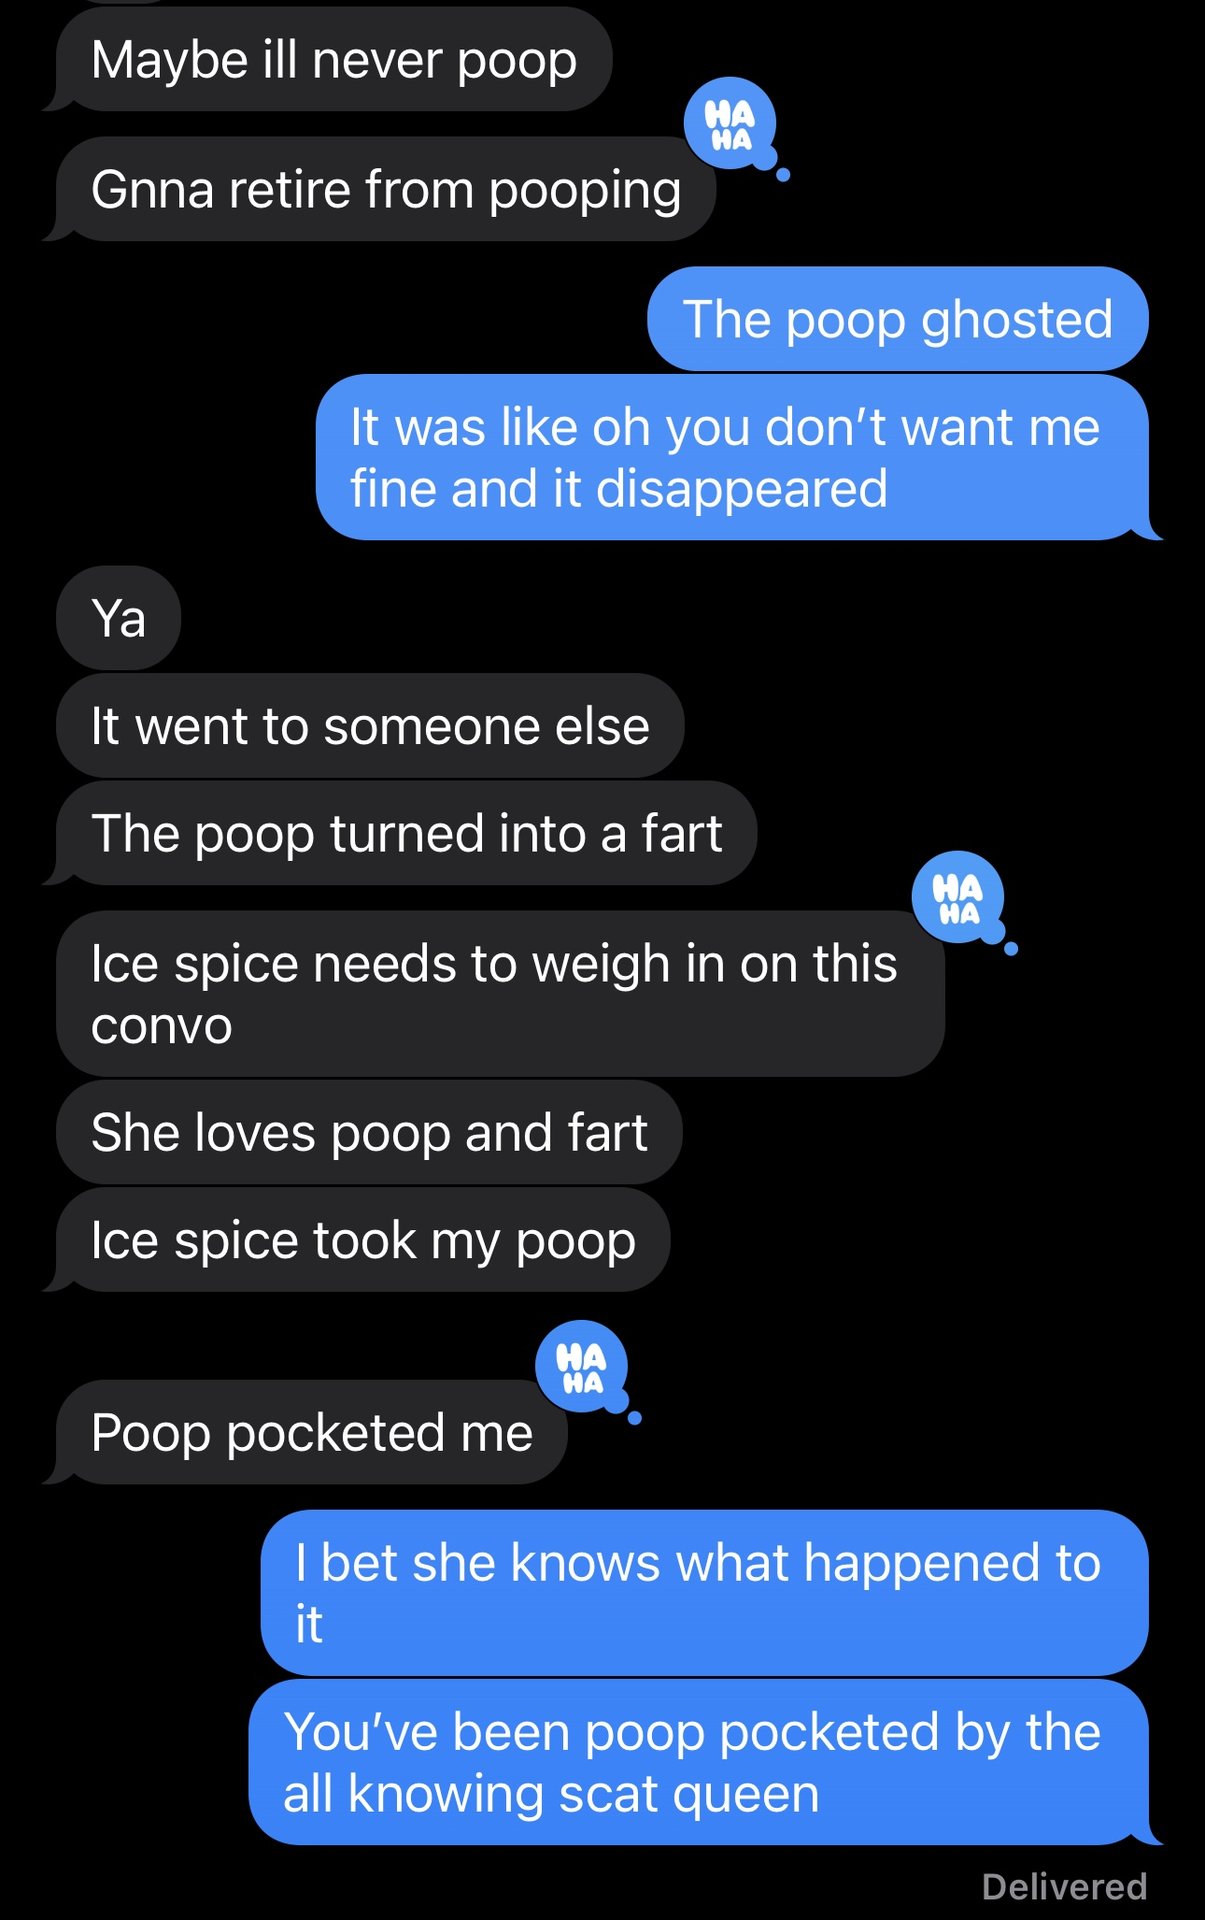 Maybe ill never poop
HA
HA
Gnna retire from pooping
The poop ghosted
It was like oh you don’t want me
fine and it disappeared
Ya
It went to someone else
The poop turned into a fart
HA
HA
Ice spice needs to weigh in on this
convo
She loves poop and fart
Ice spice took my poop
HA
HA
Poop pocketed me
I bet she knows what happened to
it
You’ve been poop pocketed by the
all knowing scat queen
Delivered